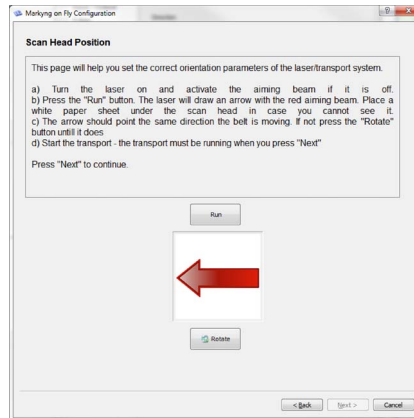 Markyng on Fly Configuration
Scan Head Position
This page will help you set the correct orientation parameters of the laser/transport system.
a) Turn the laser on and activate the aiming beam if it is off.
b) Press the "Run" button. The laser will draw an arrow with the red aiming beam. Place a
white paper sheet under the scan head in case you cannot see it.
c) The arrow should point the same direction the belt is moving. If not press the "Rotate"
button untill it does
d) Start the transport - the transport must be running when you press "Next"
Press "Next" to continue.
Run
Rotate
< Back
Next >
Cancel